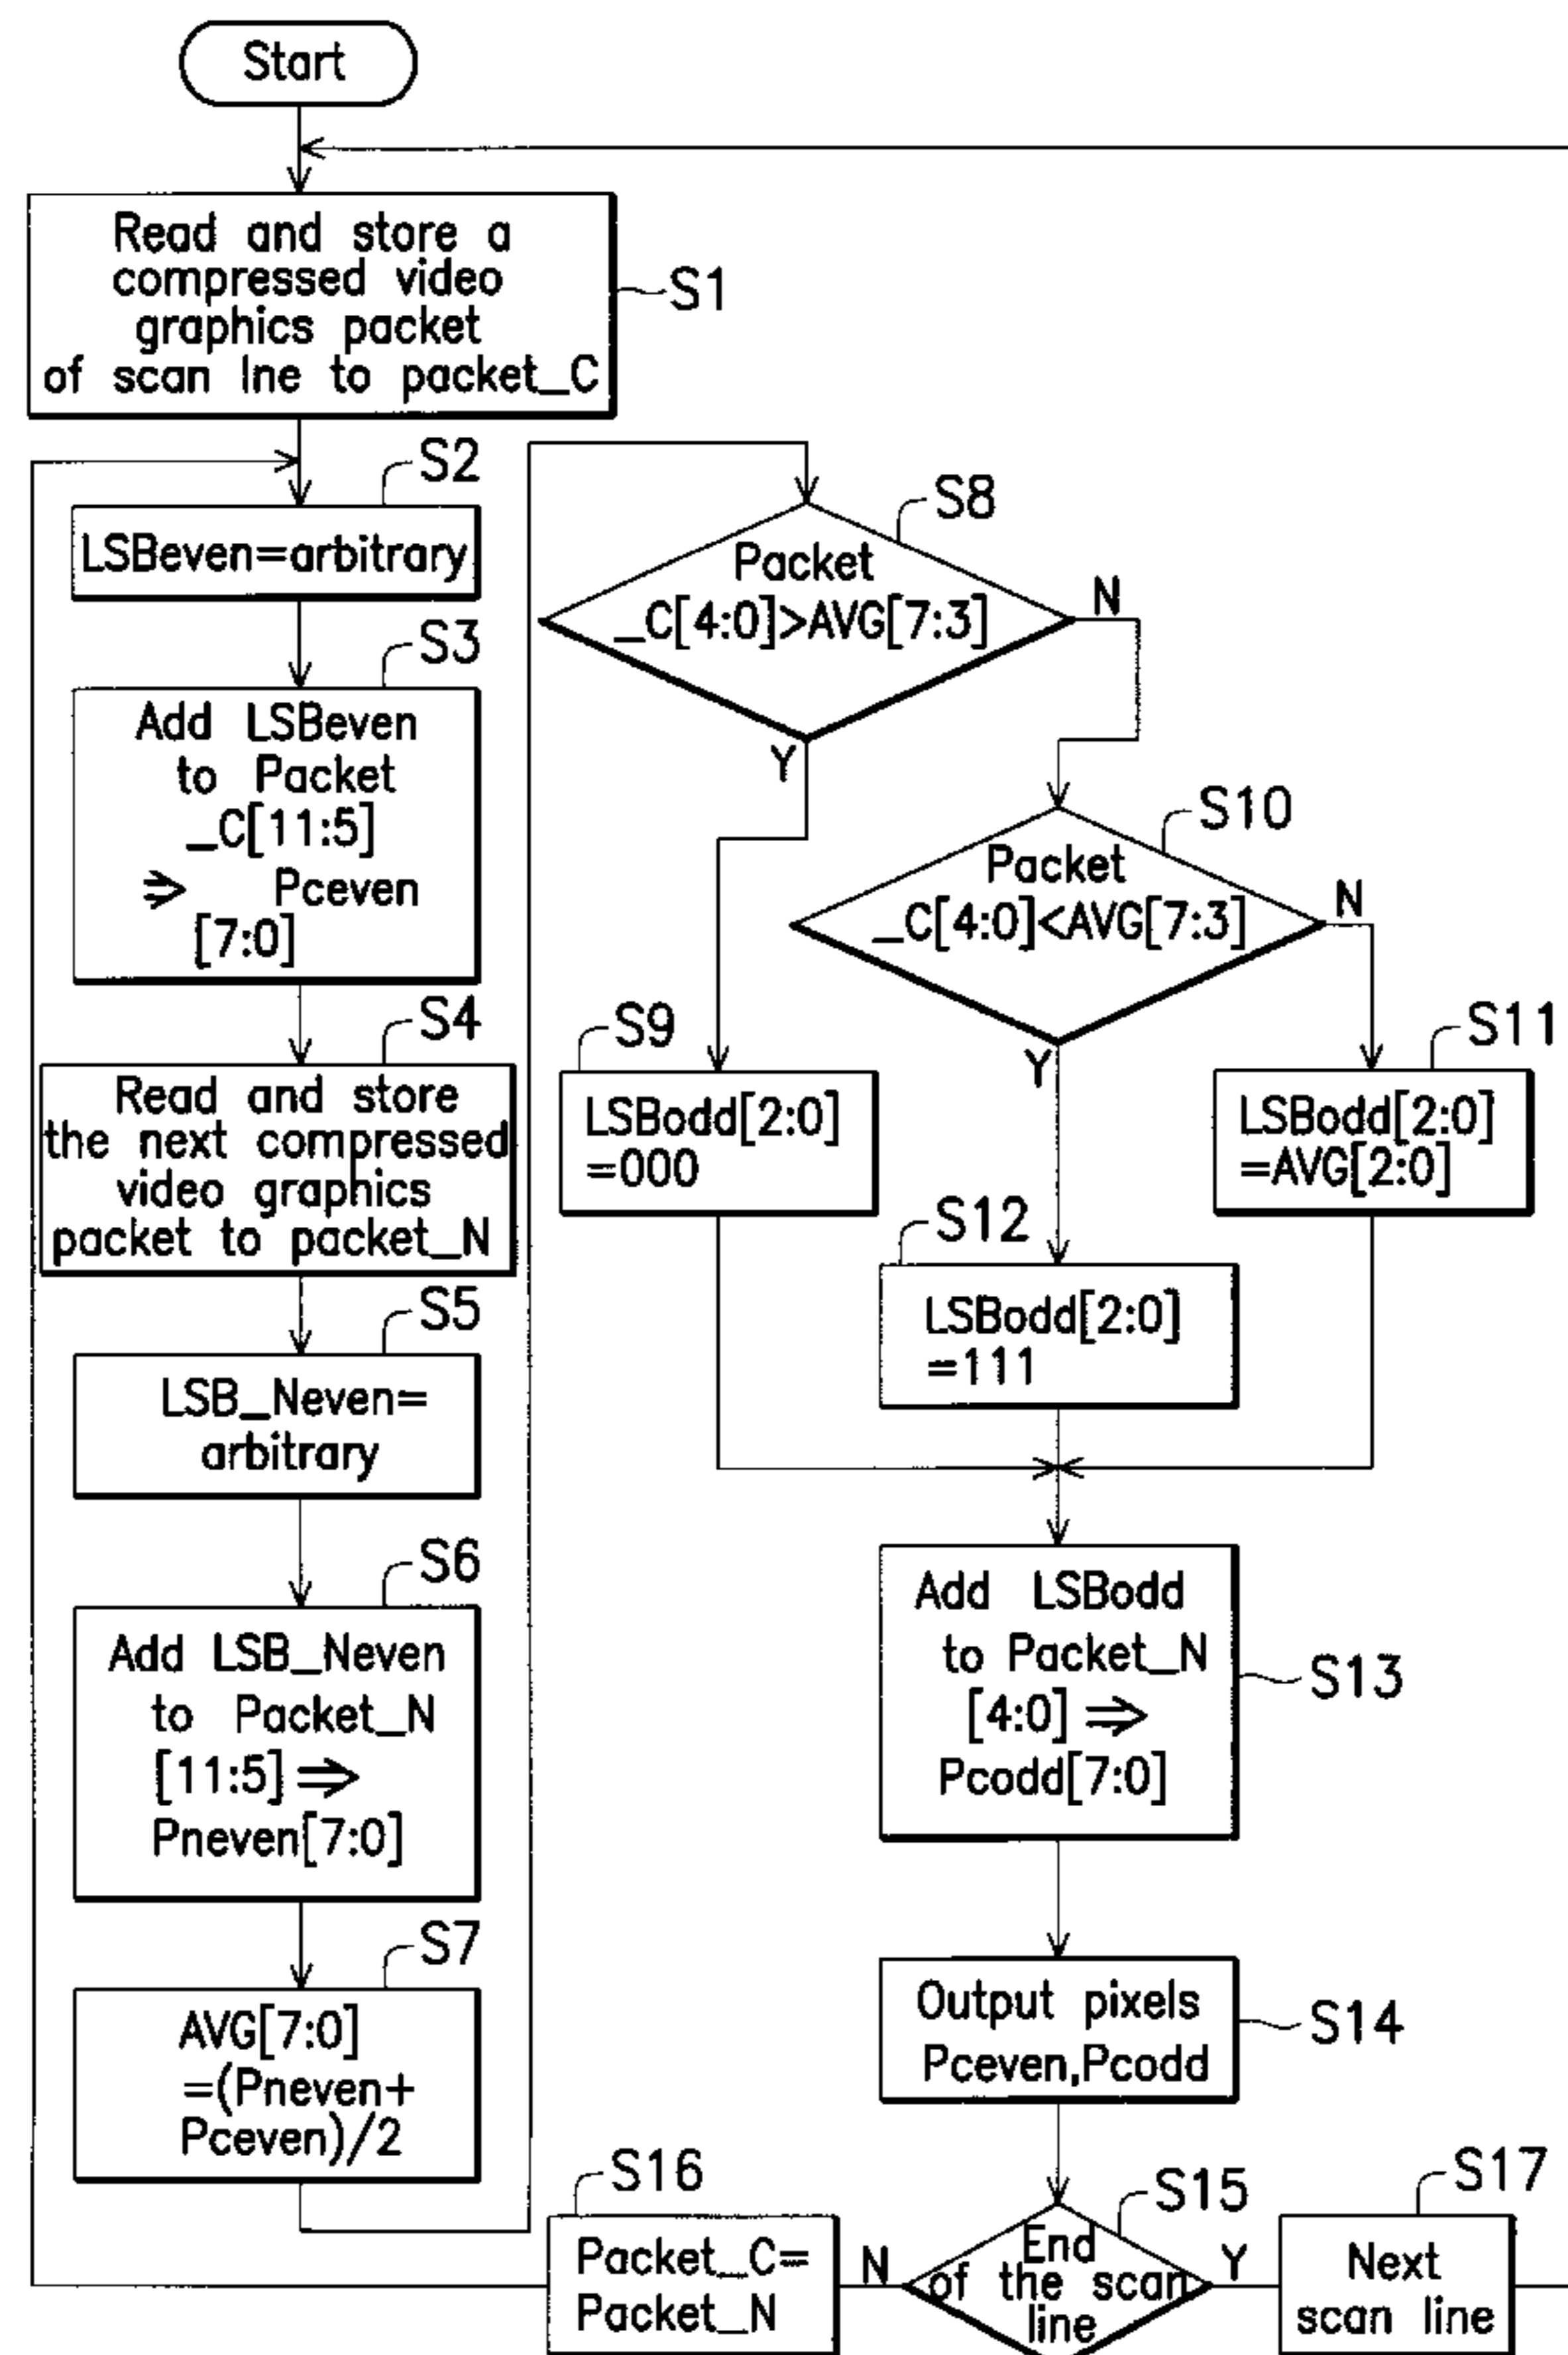 Start
Read and store a
compressed video
graphics packet
of scan lne to packet_C
S1
S2
LSBeven=arbitrary
S3
Add LSBeven
to Packet
_C[11:5]
⇒ Pceven
[7:0]
S4
Read and store
the next compressed
video graphics
packet to packet_N
S5
LSB_Neven=
arbitrary
S6
Add LSB_Neven
to Packet_N
[11:5]⇒
Pneven[7:0]
S7
AVG[7:0]
=(Pneven+
Pceven)/2
S8
Packet
_C[4:0]>AVG[7:3]
N
Y
S10
Packet
_C[4:0]<AVG[7:3]
N
Y
S9
LSBodd[2:0]
=000
S11
LSBodd[2:0]
=AVG[2:0]
S12
LSBodd[2:0]
=111
Add LSBodd
to Packet_N
[4:0]⇒
Pcodd[7:0]
S13
Output pixels
Pceven,Pcodd
S14
S15
End
of the scan
line
N
Y
S16
Packet_C=
Packet_N
S17
Next
scan line